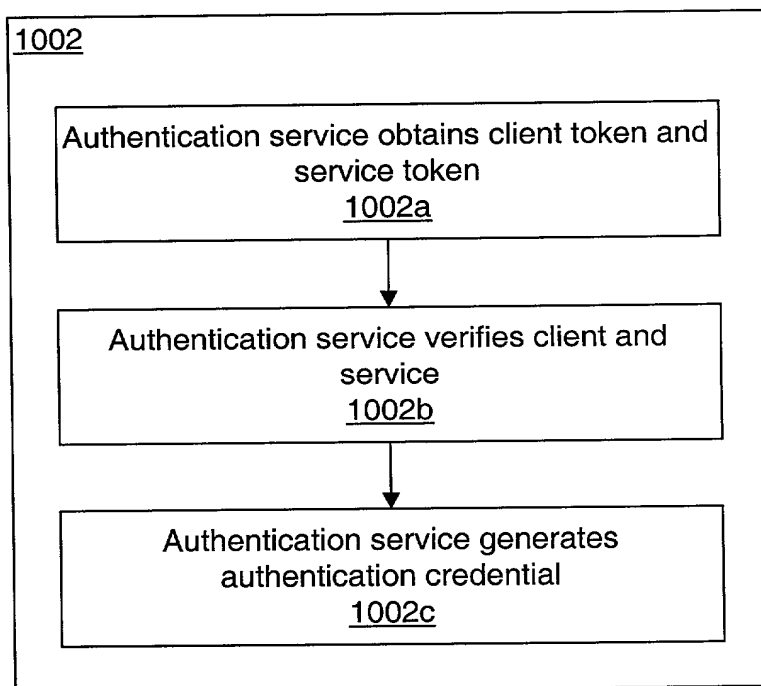 1002
Authentication service obtains client token and
service token
1002a
Authentication service verifies client and
service
1002b
Authentication service generates
authentication credential
1002c